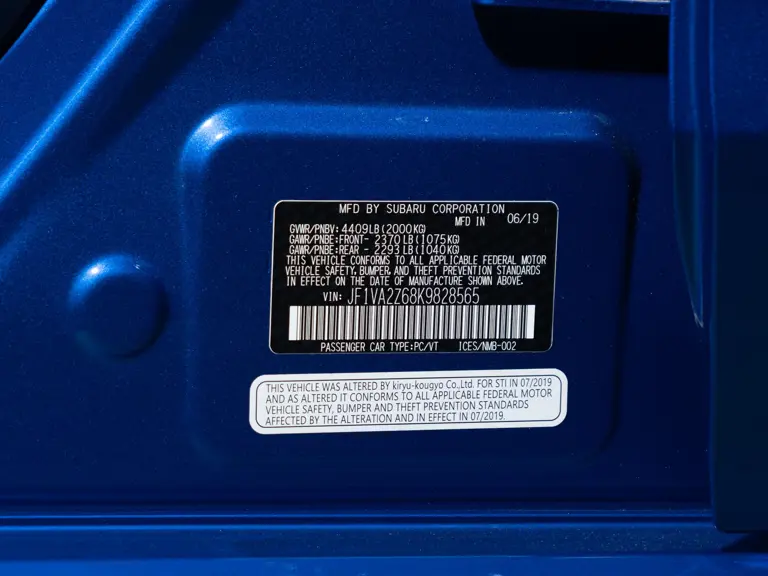 MFD BY SUBARU CORPORATION
MFD IN 06/19
GVWR/PNBV: 4409LB(2000KG)
GAWR/PNBE:FRONT- 2370LB(1075KG)
GAWR/PNBE:REAR - 2293LB(1040KG)
THIS VEHICLE CONFORMS TO ALL APPLICABLE FEDERAL MOTOR
VEHICLE SAFETY, BUMPER, AND THEFT PREVENTION STANDARDS
IN EFFECT ON THE DATE OF MANUFACTURE SHOWN ABOVE.
VIN: JF1VA2Z68K9828565
PASSENGER CAR TYPE:PC/VT ICES/NMB-002
THIS VEHICLE WAS ALTERED BY kiryu-kougyo Co.,Ltd. FOR STI IN 07/2019
AND AS ALTERED IT CONFORMS TO ALL APPLICABLE FEDERAL MOTOR
VEHICLE SAFETY, BUMPER AND THEFT PREVENTION STANDARDS
AFFECTED BY THE ALTERATION AND IN EFFECT IN 07/2019.